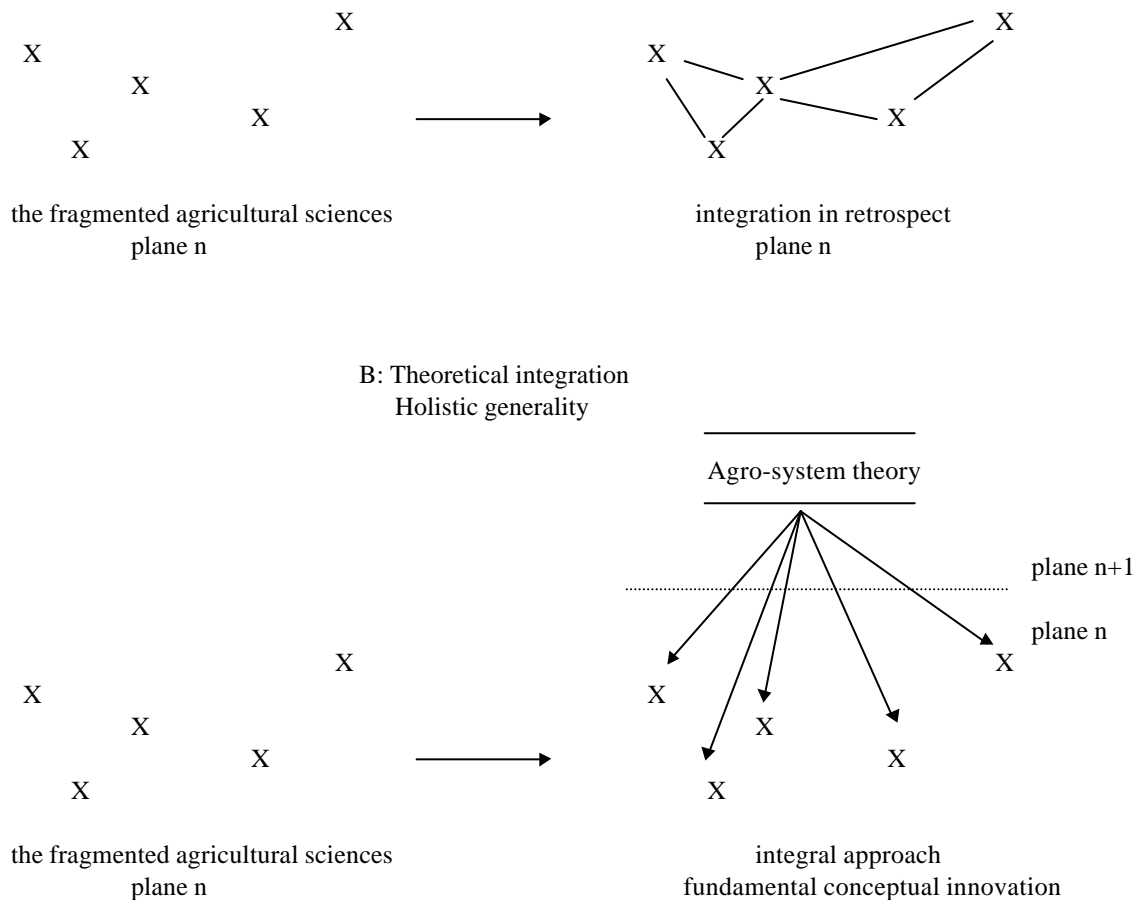 X
X
X
X
X
X
X
X
X
X
the fragmented agricultural sciences
plane n
integration in retrospect
plane n
B: Theoretical integration
Holistic generality
Agro-system theory
plane n+1
plane n
X
X
X
X
X
X
X
X
X
X
the fragmented agricultural sciences
plane n
integral approach
fundamental conceptual innovation